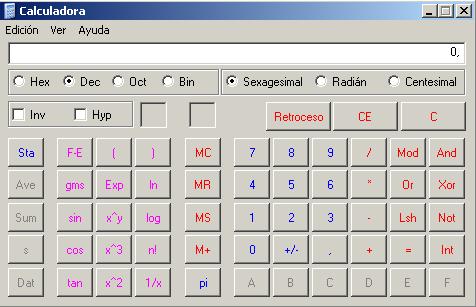 Calculadora
Edición Ver Ayuda
0,
Hex Dec Oct Bin Sexagesimal Radián Centesimal
Inv Hyp Retroceso CE C
Sta F-E ( ) MC 7 8 9 / Mod And
Ave gms Exp ln MR 4 5 6 * Or Xor
Sum sin x^y log MS 1 2 3 - Lsh Not
s cos x^3 n! M+ 0 +/- , + = Int
Dat tan x^2 1/x pi A B C D E F